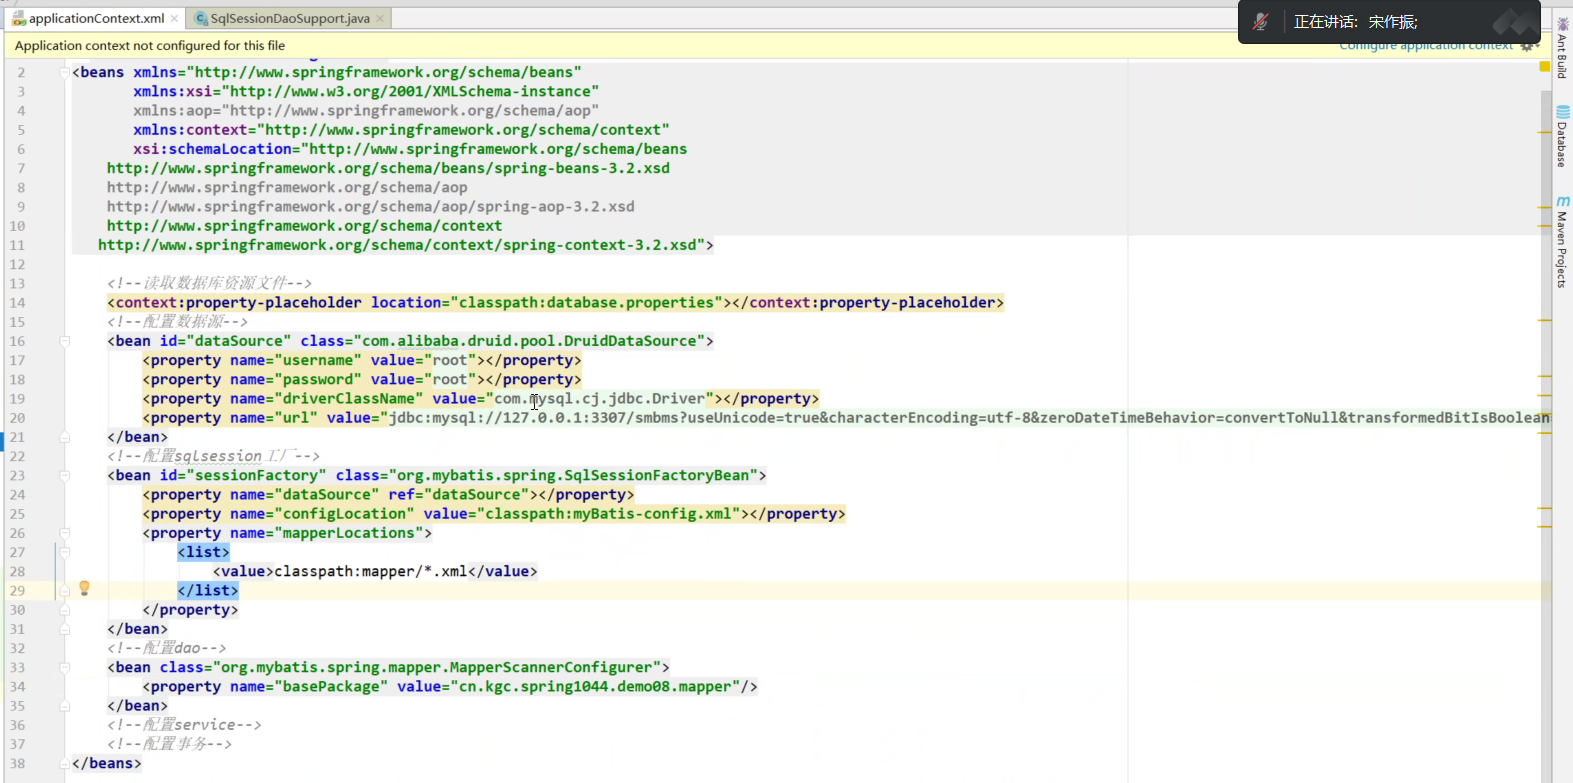 applicationContext.xml
SqlSessionDaoSupport.java
正在讲话: 宋作振;
Application context not configured for this file
Configure application context
Ant Build
Database
Maven Projects
2 <beans xmlns="http://www.springframework.org/schema/beans"
3 xmlns:xsi="http://www.w3.org/2001/XMLSchema-instance"
4 xmlns:aop="http://www.springframework.org/schema/aop"
5 xmlns:context="http://www.springframework.org/schema/context"
6 xsi:schemaLocation="http://www.springframework.org/schema/beans
7 http://www.springframework.org/schema/beans/spring-beans-3.2.xsd
8 http://www.springframework.org/schema/aop
9 http://www.springframework.org/schema/aop/spring-aop-3.2.xsd
10 http://www.springframework.org/schema/context
11 http://www.springframework.org/schema/context/spring-context-3.2.xsd">
12
13 <!--读取数据库资源文件-->
14 <context:property-placeholder location="classpath:database.properties"></context:property-placeholder>
15 <!--配置数据源-->
16 <bean id="dataSource" class="com.alibaba.druid.pool.DruidDataSource">
17 <property name="username" value="root"></property>
18 <property name="password" value="root"></property>
19 <property name="driverClassName" value="com.mysql.cj.jdbc.Driver"></property>
20 <property name="url" value="jdbc:mysql://127.0.0.1:3307/smbms?useUnicode=true&characterEncoding=utf-8&zeroDateTimeBehavior=convertToNull&transformedBitIsBoolean
21 </bean>
22 <!--配置sqlsession工厂-->
23 <bean id="sessionFactory" class="org.mybatis.spring.SqlSessionFactoryBean">
24 <property name="dataSource" ref="dataSource"></property>
25 <property name="configLocation" value="classpath:myBatis-config.xml"></property>
26 <property name="mapperLocations">
27 <list>
28 <value>classpath:mapper/*.xml</value>
29 </list>
30 </property>
31 </bean>
32 <!--配置dao-->
33 <bean class="org.mybatis.spring.mapper.MapperScannerConfigurer">
34 <property name="basePackage" value="cn.kgc.spring1044.demo08.mapper"/>
35 </bean>
36 <!--配置service-->
37 <!--配置事务-->
38 </beans>